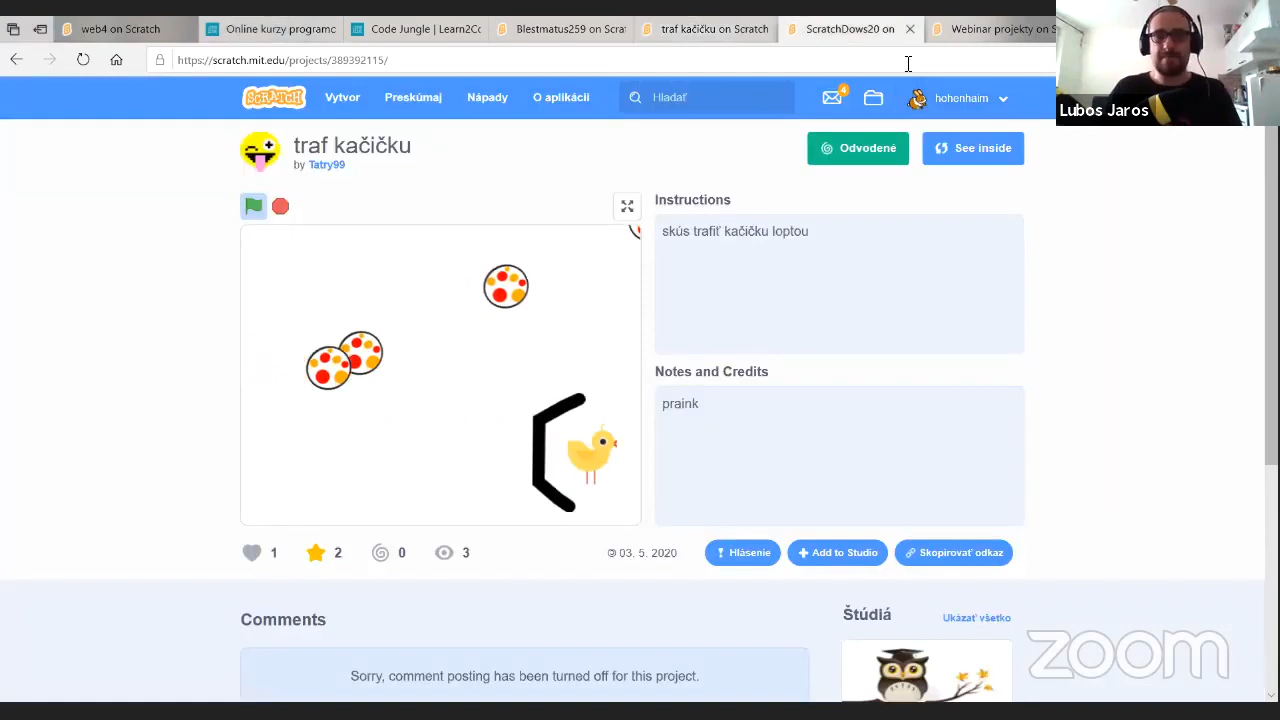 web4 on Scratch
Online kurzy programc
Code Jungle | Learn2Cc
Blestmatus259 on Scrat
traf kačičku on Scratch
ScratchDows20 on
Webinar projekty on S
https://scratch.mit.edu/projects/389392115/
SCRATCH
Vytvor
Preskúmaj
Nápady
O aplikácii
Hľadať
4
hohenhaim
Lubos Jaros
traf kačičku
by Tatry99
Odvodené
See inside
Instructions
skús trafiť kačičku loptou
Notes and Credits
praink
1
2
0
3
© 03. 5. 2020
Hlásenie
Add to Studio
Skopírovať odkaz
Comments
Štúdiá
Ukázať všetko
Sorry, comment posting has been turned off for this project.
zoom